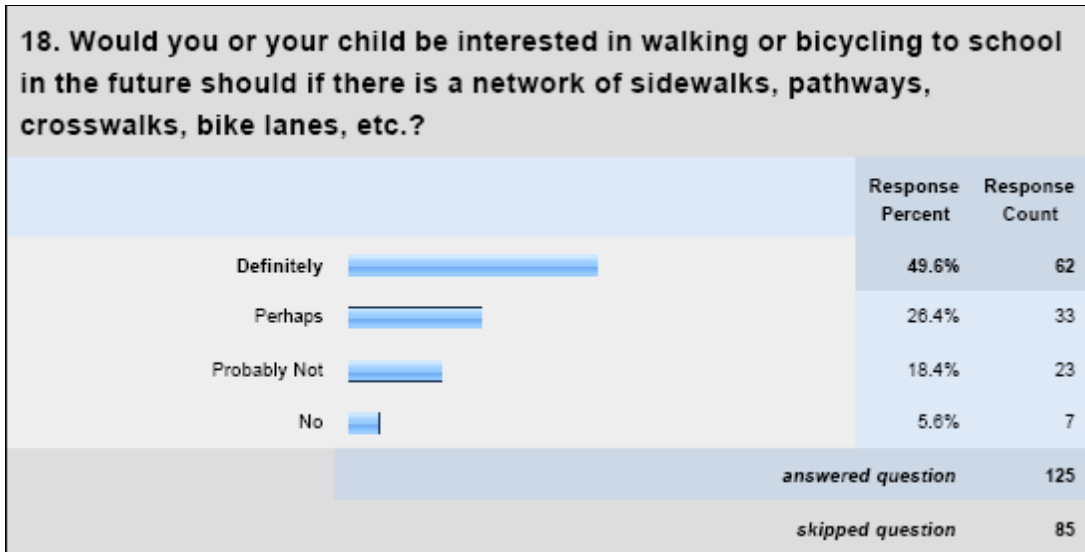 18. Would you or your child be interested in walking or bicycling to school
in the future should if there is a network of sidewalks, pathways,
crosswalks, bike lanes, etc.?
Response Percent Response Count
Definitely 49.6% 62
Perhaps 26.4% 33
Probably Not 18.4% 23
No 5.6% 7
answered question 125
skipped question 85